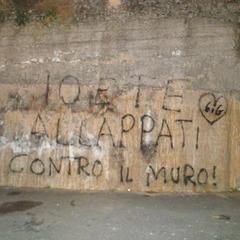 IO E TE
ALLAPPATI
G&G
CONTRO IL MURO!